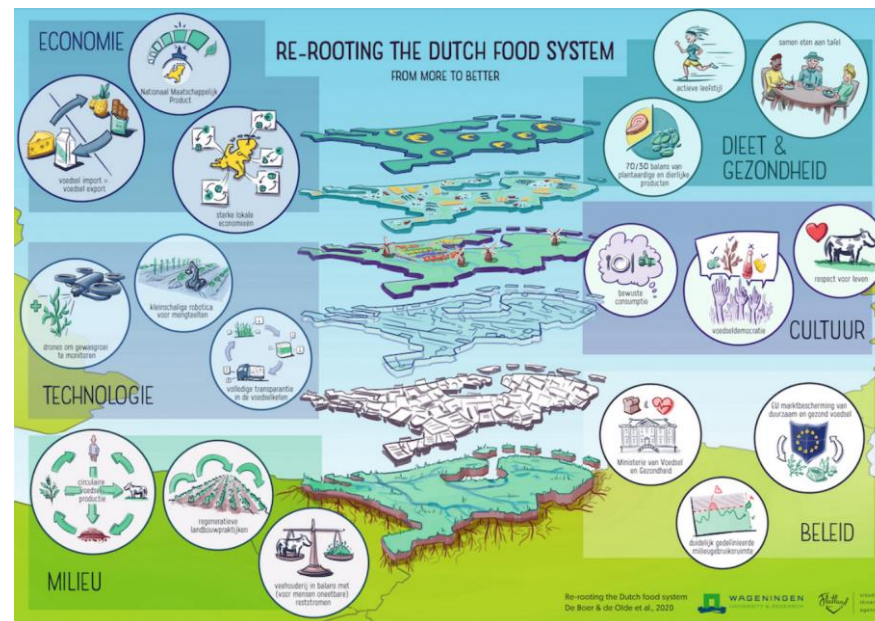 RE-ROOTING THE DUTCH FOOD SYSTEM
FROM MORE TO BETTER
ECONOMIE
Nationaal Maatschappelijk
Product
voedsel import =
voedsel export
sterke lokale
economieën
actieve leefstijl
samen eten aan tafel
70/30 balans van
plantaardige en dierlijke
producten
DIEET &
GEZONDHEID
kleinschalige robotica
voor mengteelten
drones om gewasgroei
te monitoren
volledige transparantie
in de voedselketen
TECHNOLOGIE
bewuste
consumptie
voedseldemocratie
respect voor leven
CULTUUR
circulaire
voedsel
productie
regeneratieve
landbouwpraktijken
veehouderij in balans met
(voor mensen oneetbare)
reststromen
MILIEU
Ministerie van Voedsel
en Gezondheid
EU marktbescherming van
duurzaam en gezond voedsel
duidelijk gedefinieerde
milieugebruiksruimte
BELEID
Re-rooting the Dutch food system
De Boer & de Olde et al., 2020
WAGENINGEN
UNIVERSITY & RESEARCH